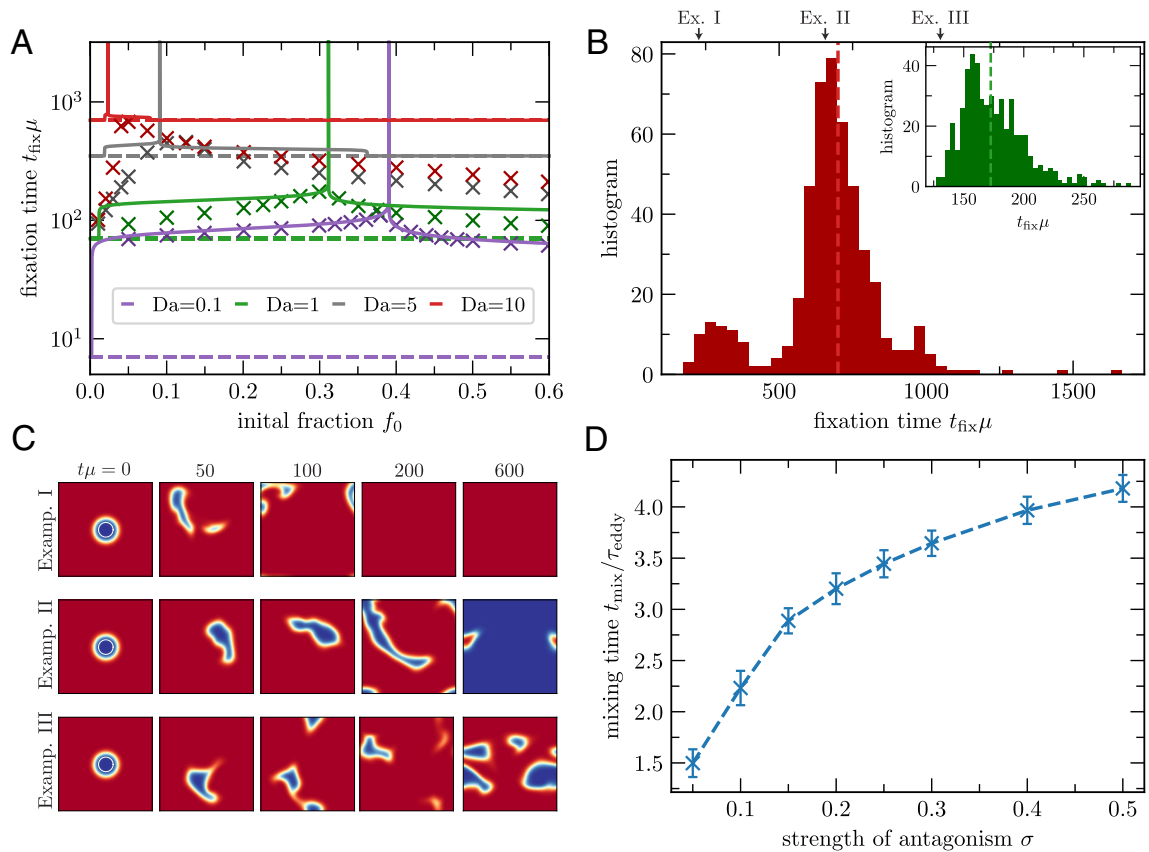 A
fixation time t_fix μ
10³
10²
10¹
Da=0.1 Da=1 Da=5 Da=10
0.0 0.1 0.2 0.3 0.4 0.5 0.6
inital fraction f₀
B
Ex. I Ex. II Ex. III
histogram
80
70
60
50
40
30
20
10
0
500 1000 1500
fixation time t_fix μ
histogram
40
20
0
150 200 250
t_fix μ
C
tμ = 0 50 100 200 600
Examp. I
Examp. II
Examp. III
D
mixing time t_mix/τ_eddy
4.0
3.5
3.0
2.5
2.0
1.5
0.1 0.2 0.3 0.4 0.5
strength of antagonism σ